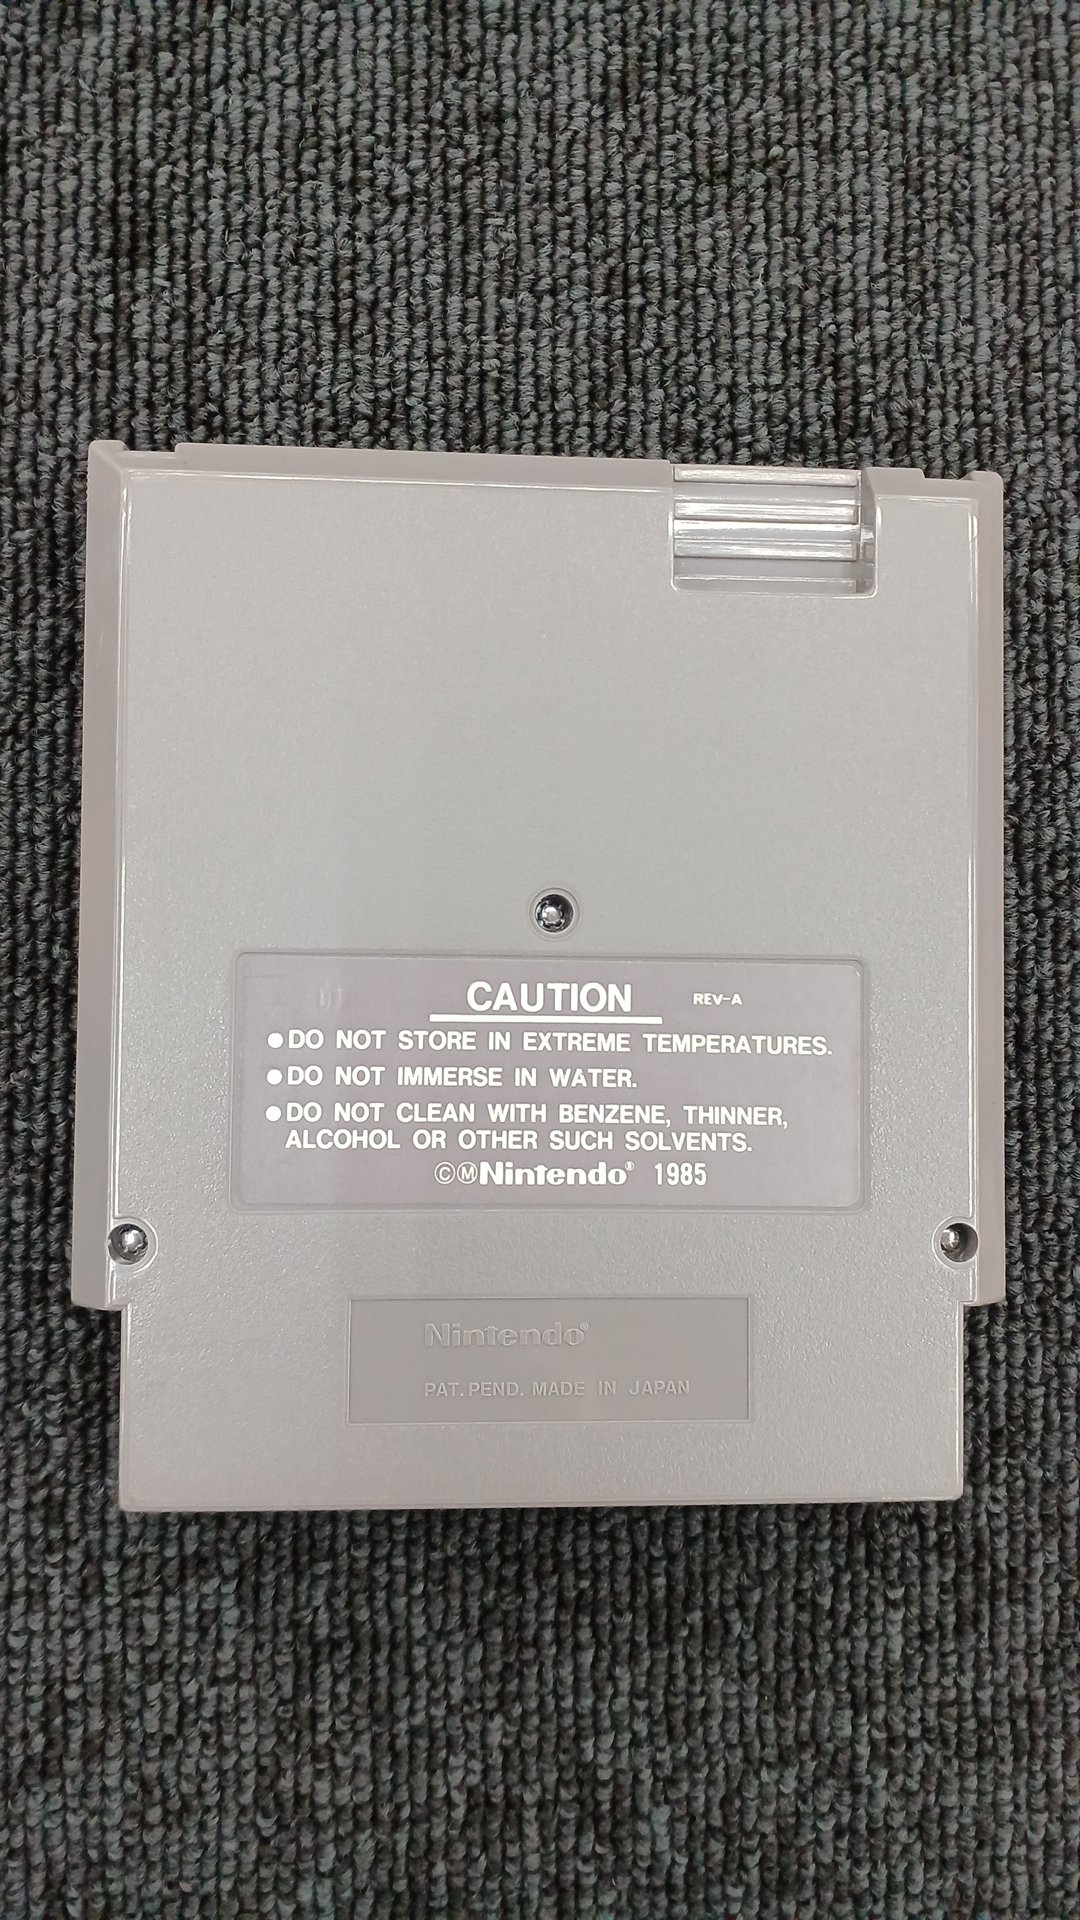 CAUTION REV-A
●DO NOT STORE IN EXTREME TEMPERATURES.
●DO NOT IMMERSE IN WATER.
●DO NOT CLEAN WITH BENZENE, THINNER,
ALCOHOL OR OTHER SUCH SOLVENTS.
©ⓂNintendo® 1985
Nintendo®
PAT. PEND. MADE IN JAPAN